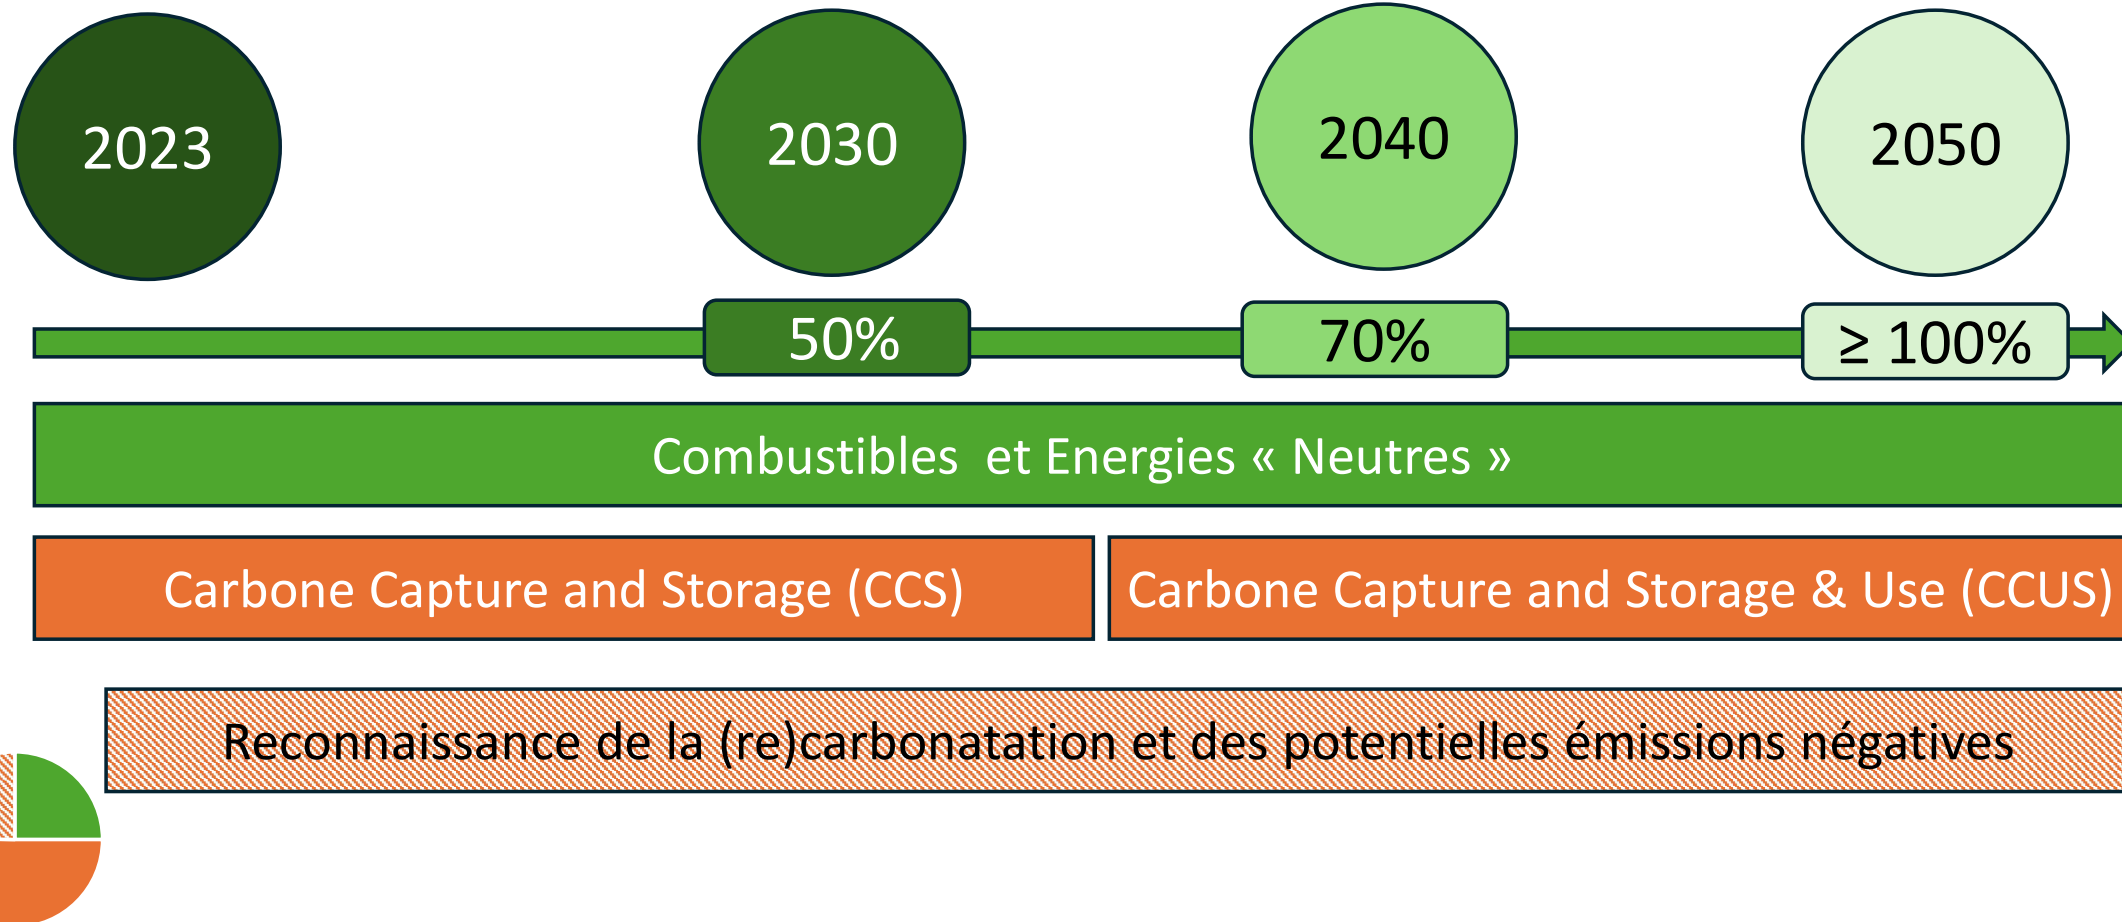 2023
2030
2040
2050
50%
70%
≥ 100%
Combustibles  et Energies « Neutres »
Carbone Capture and Storage (CCS)
Carbone Capture and Storage & Use (CCUS)
Reconnaissance de la (re)carbonatation et des potentielles émissions négatives